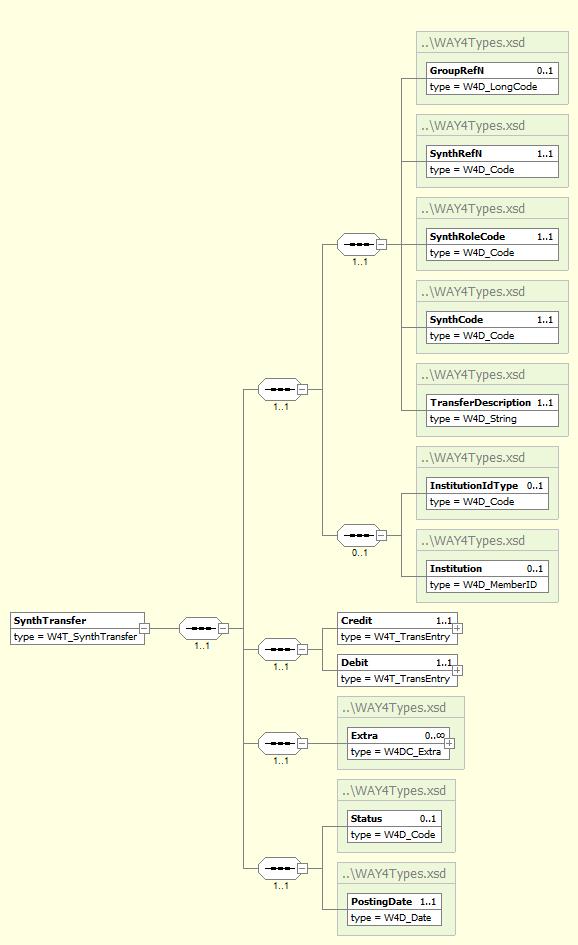 ..\WAY4Types.xsd
GroupRefN 0..1
type = W4D_LongCode
..\WAY4Types.xsd
SynthRefN 1..1
type = W4D_Code
..\WAY4Types.xsd
SynthRoleCode 1..1
type = W4D_Code
1..1
..\WAY4Types.xsd
SynthCode 1..1
type = W4D_Code
..\WAY4Types.xsd
TransferDescription 1..1
type = W4D_String
1..1
..\WAY4Types.xsd
InstitutionIdType 0..1
type = W4D_Code
0..1
..\WAY4Types.xsd
Institution 0..1
type = W4D_MemberID
SynthTransfer
type = W4T_SynthTransfer
1..1
Credit 1..1
type = W4T_TransEntry
1..1
Debit 1..1
type = W4T_TransEntry
..\WAY4Types.xsd
Extra 0..∞
type = W4DC_Extra
1..1
..\WAY4Types.xsd
Status 0..1
type = W4D_Code
1..1
..\WAY4Types.xsd
PostingDate 1..1
type = W4D_Date